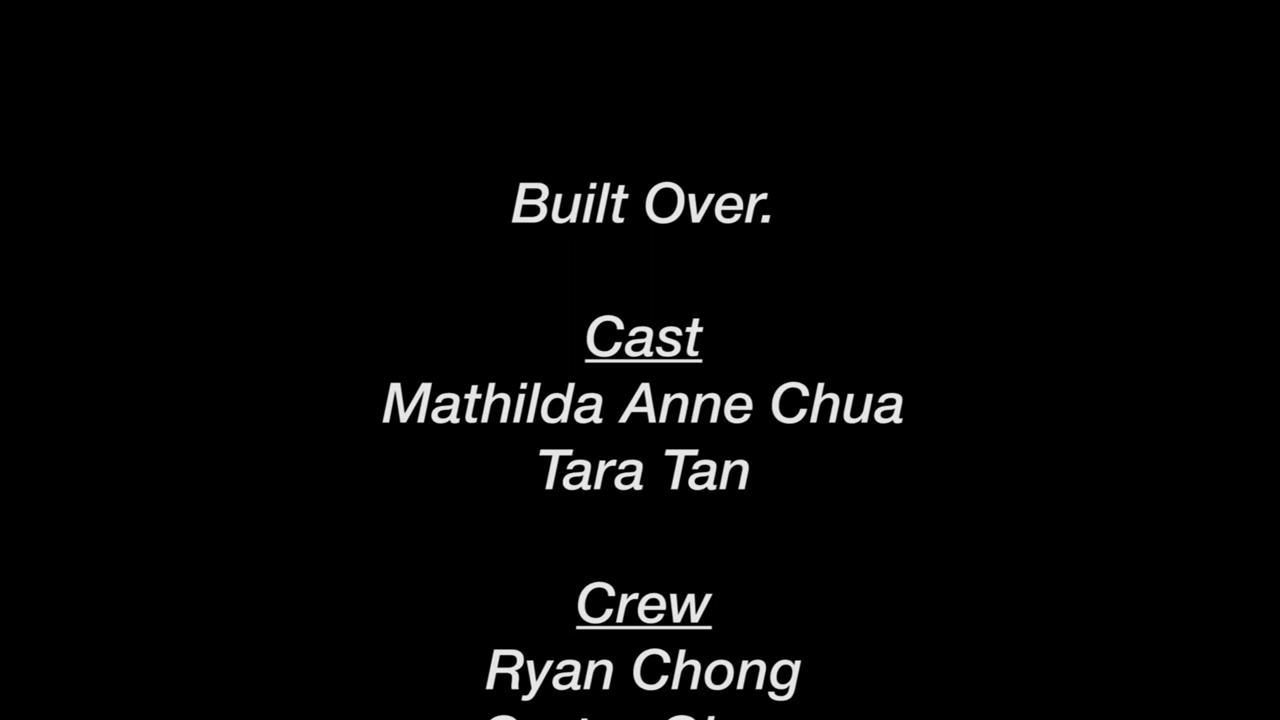 Built Over.
Cast
Mathilda Anne Chua
Tara Tan
Crew
Ryan Chong